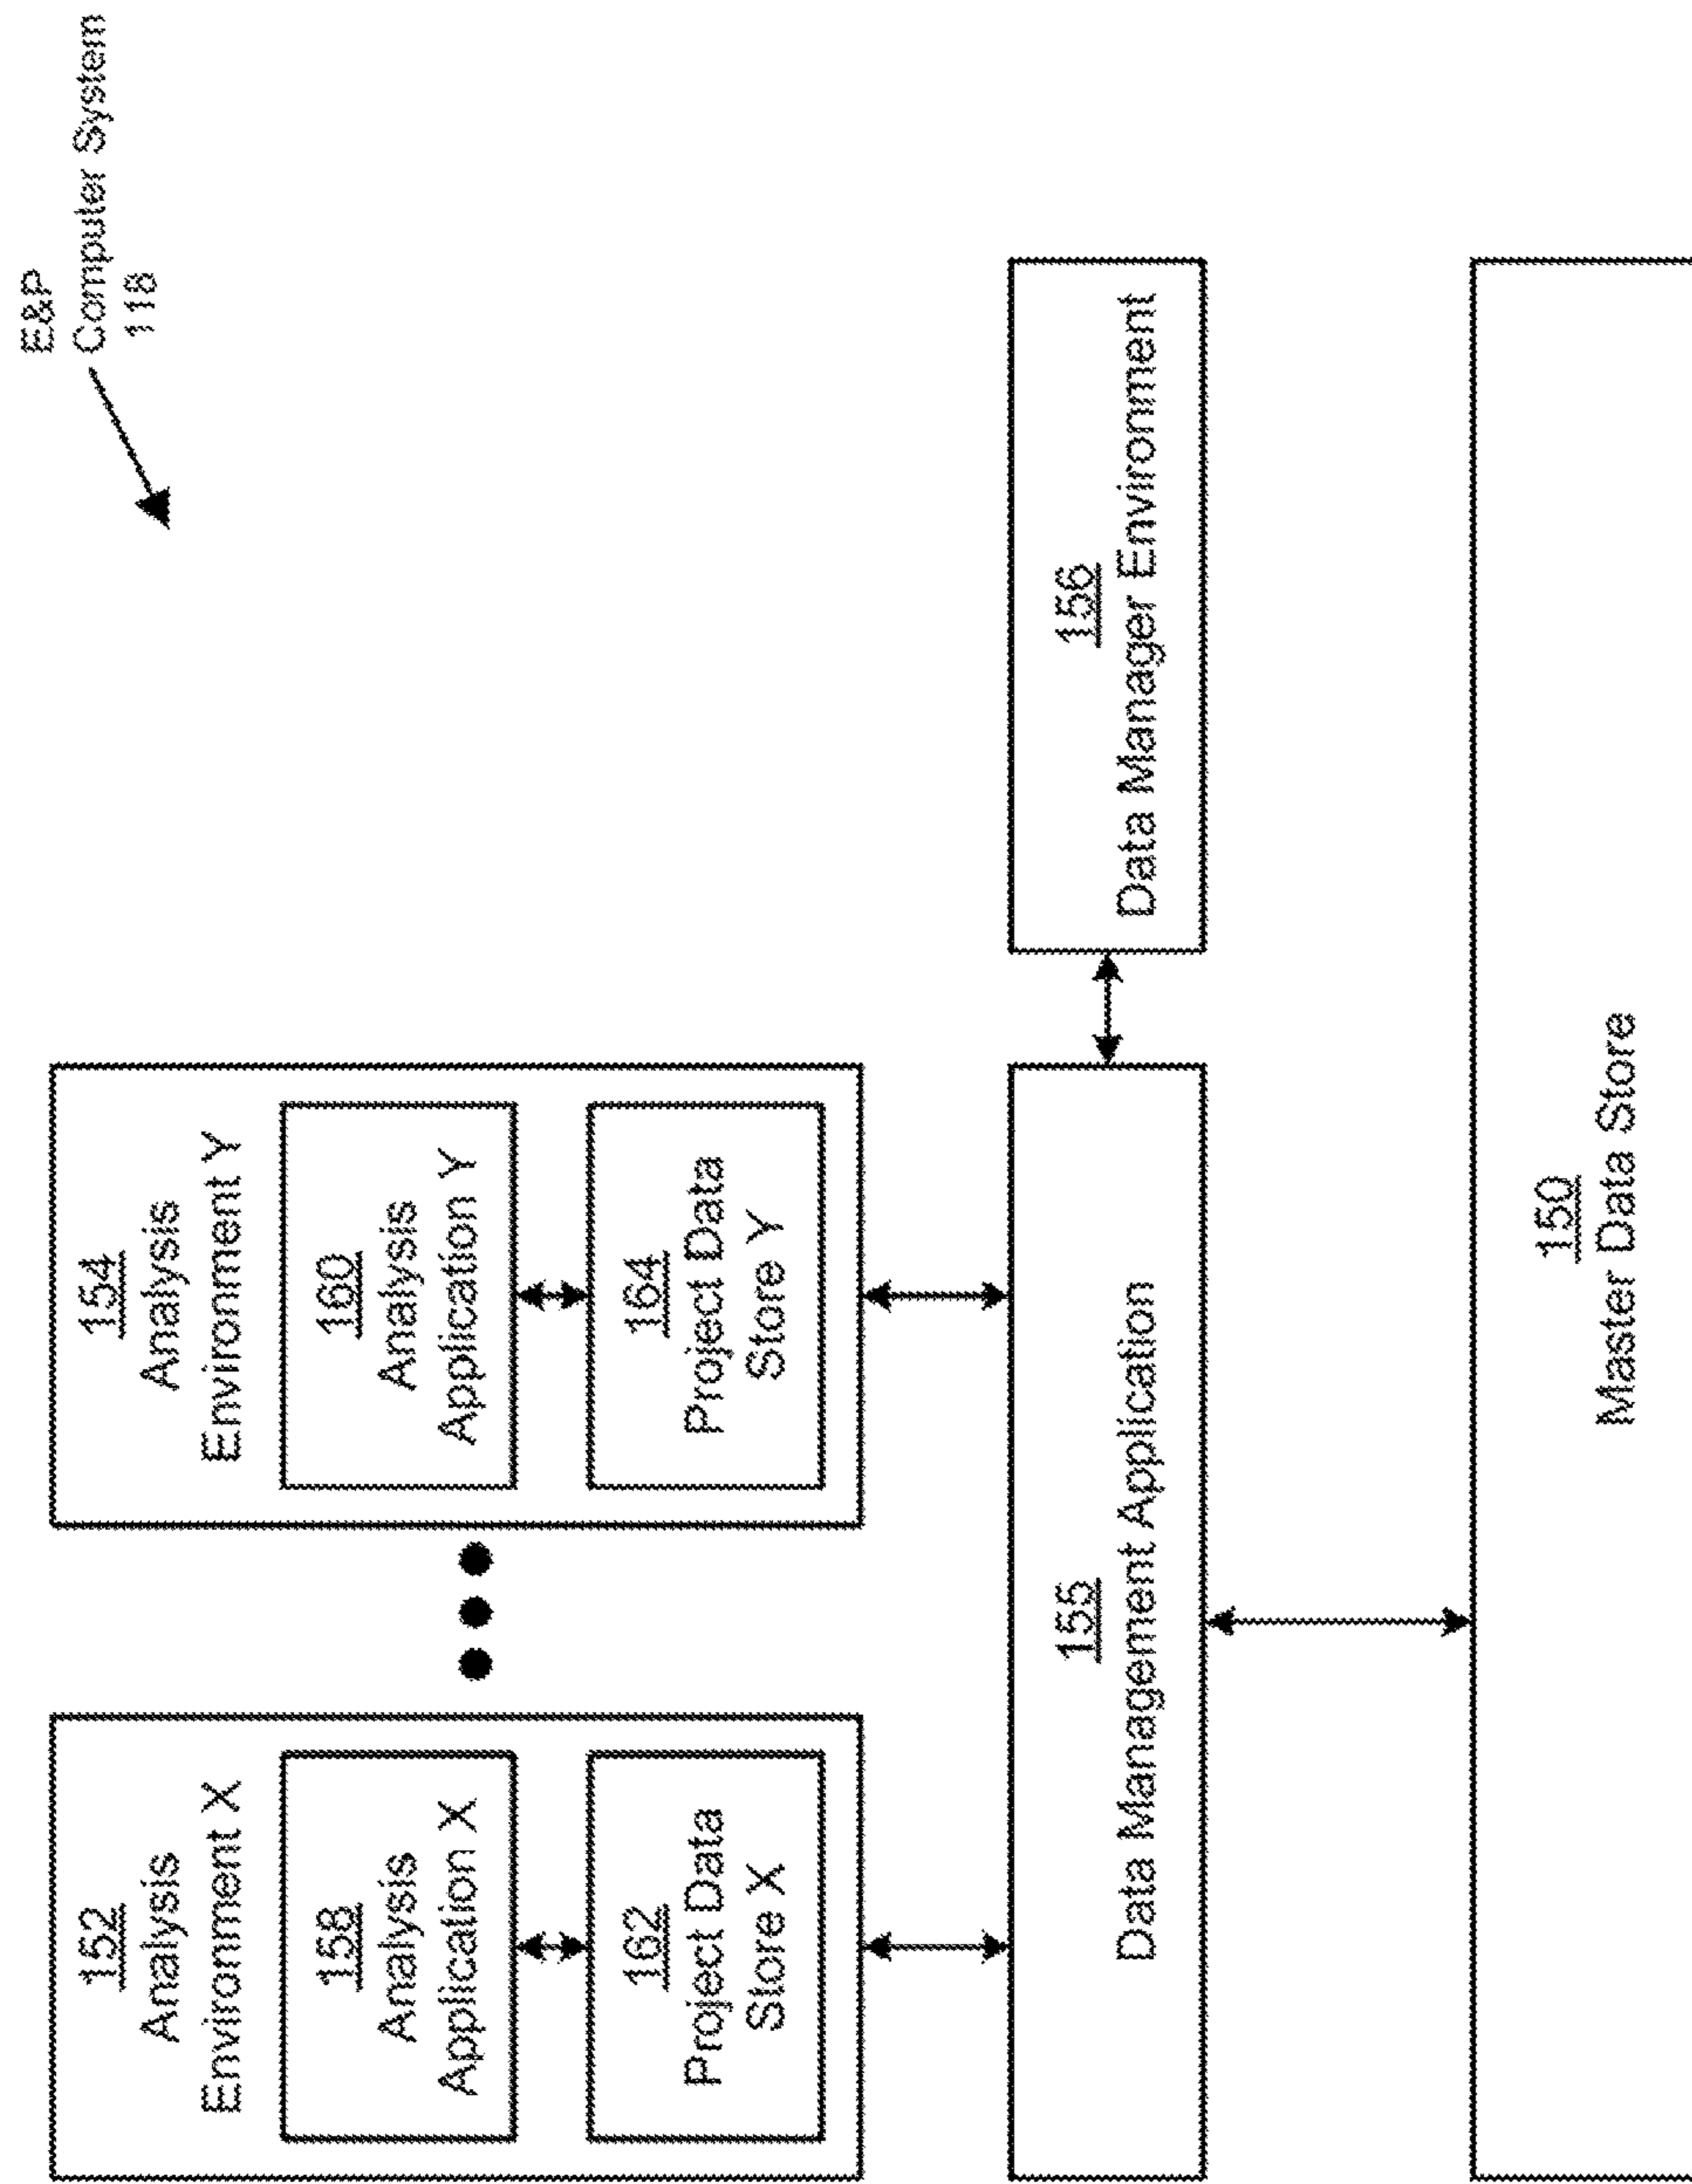 E&P
Computer System
118
152
Analysis
Environment X
158
Analysis
Application X
162
Project Data
Store X
154
Analysis
Environment Y
160
Analysis
Application Y
164
Project Data
Store Y
155
Data Management Application
156
Data Manager Environment
150
Master Data Store